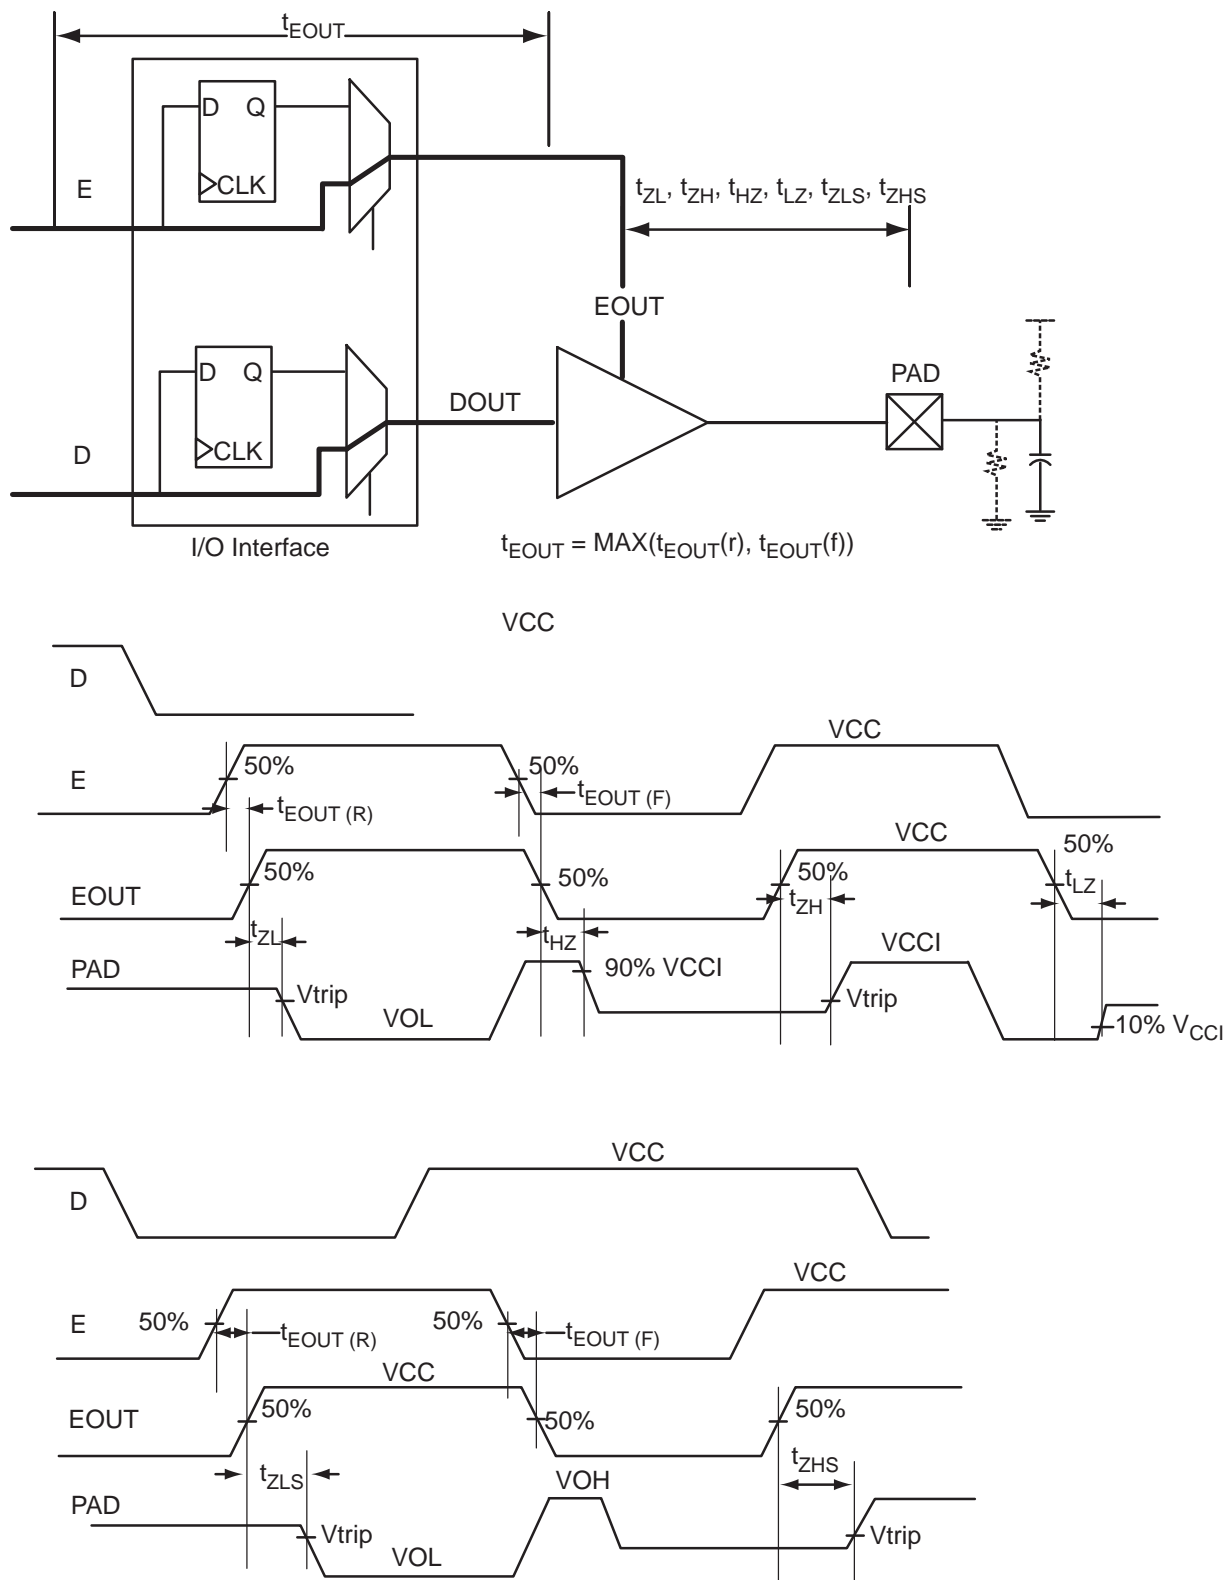 tEOUT
D Q
CLK
E
tZL, tZH, tHZ, tLZ, tZLS, tZHS
EOUT
D Q
CLK
D
DOUT
PAD
I/O Interface
tEOUT = MAX(tEOUT(r), tEOUT(f))
VCC
D
VCC
E
50%
50%
tEOUT (R)
tEOUT (F)
VCC
50%
EOUT
50%
50%
50%
tLZ
tZL
tHZ
tZH
PAD
VCCI
90% VCCI
Vtrip
Vtrip
VOL
10% VCCI
VCC
D
VCC
E
50%
50%
tEOUT (R)
tEOUT (F)
VCC
EOUT
50%
50%
50%
tZLS
tZHS
PAD
VOH
Vtrip
Vtrip
VOL